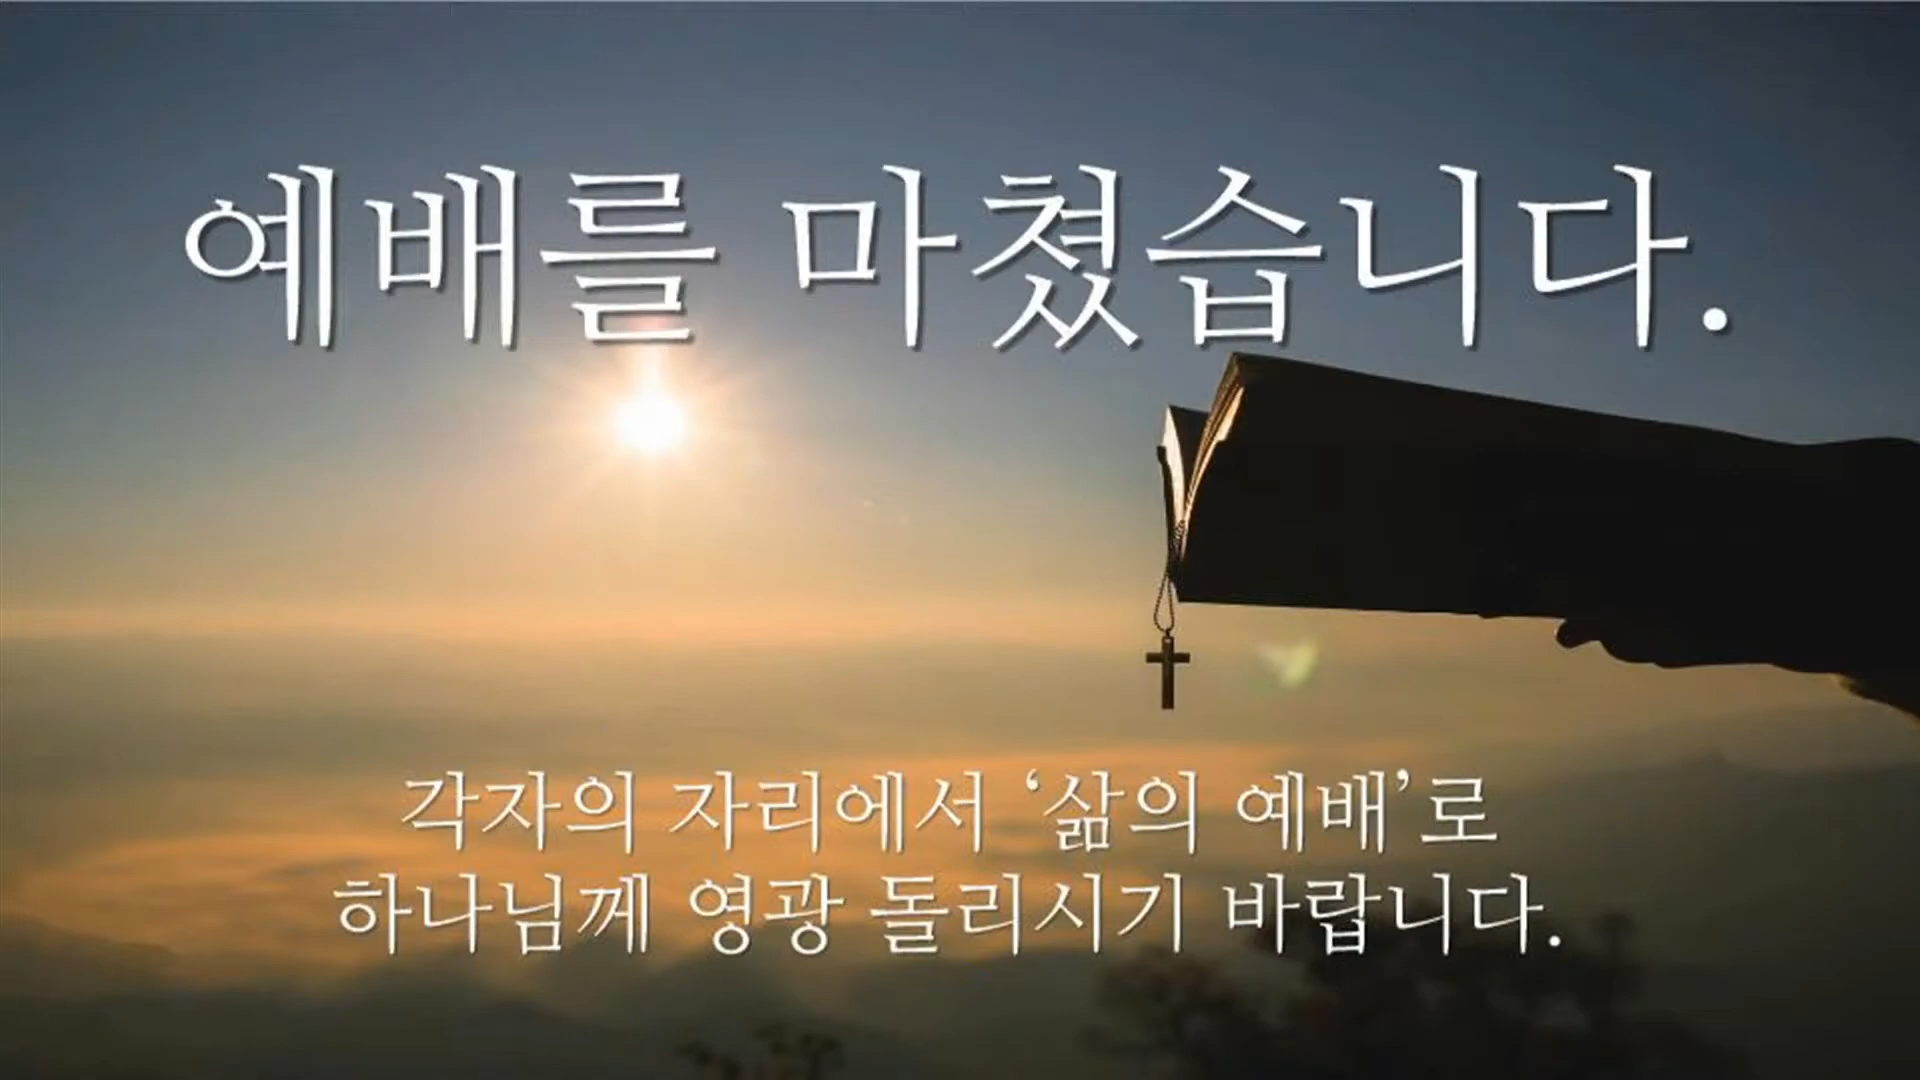 예배를 마쳤습니다.
각자의 자리에서 ‘삶의 예배’로
하나님께 영광 돌리시기 바랍니다.